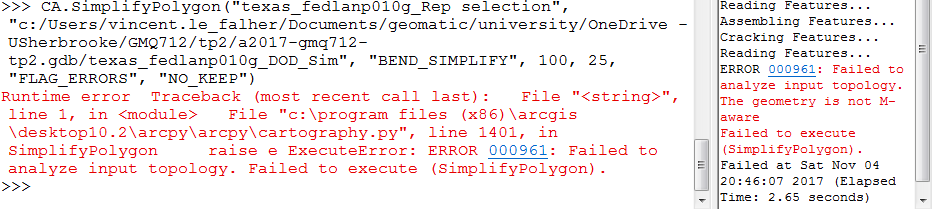 >>> CA.SimplifyPolygon("texas_fedlanp010g_Rep selection",
"c:/Users/vincent.le_falher/Documents/geomatic/university/OneDrive -
USherbrooke/GMQ712/tp2/a2017-gmq712-
tp2.gdb/texas_fedlanp010g_DOD_Sim", "BEND_SIMPLIFY", 100, 25,
"FLAG_ERRORS", "NO_KEEP")
Runtime error  Traceback (most recent call last):   File "<string>",
line 1, in <module>   File "c:\program files (x86)\arcgis
\desktop10.2\arcpy\arcpy\cartography.py", line 1401, in
SimplifyPolygon     raise e ExecuteError: ERROR 000961: Failed to
analyze input topology. Failed to execute (SimplifyPolygon).
>>>
Reading Features...
Assembling Features...
Cracking Features...
Reading Features...
ERROR 000961: Failed to
analyze input topology.
The geometry is not M-
aware
Failed to execute
(SimplifyPolygon).
Failed at Sat Nov 04
20:46:07 2017 (Elapsed
Time: 2.65 seconds)